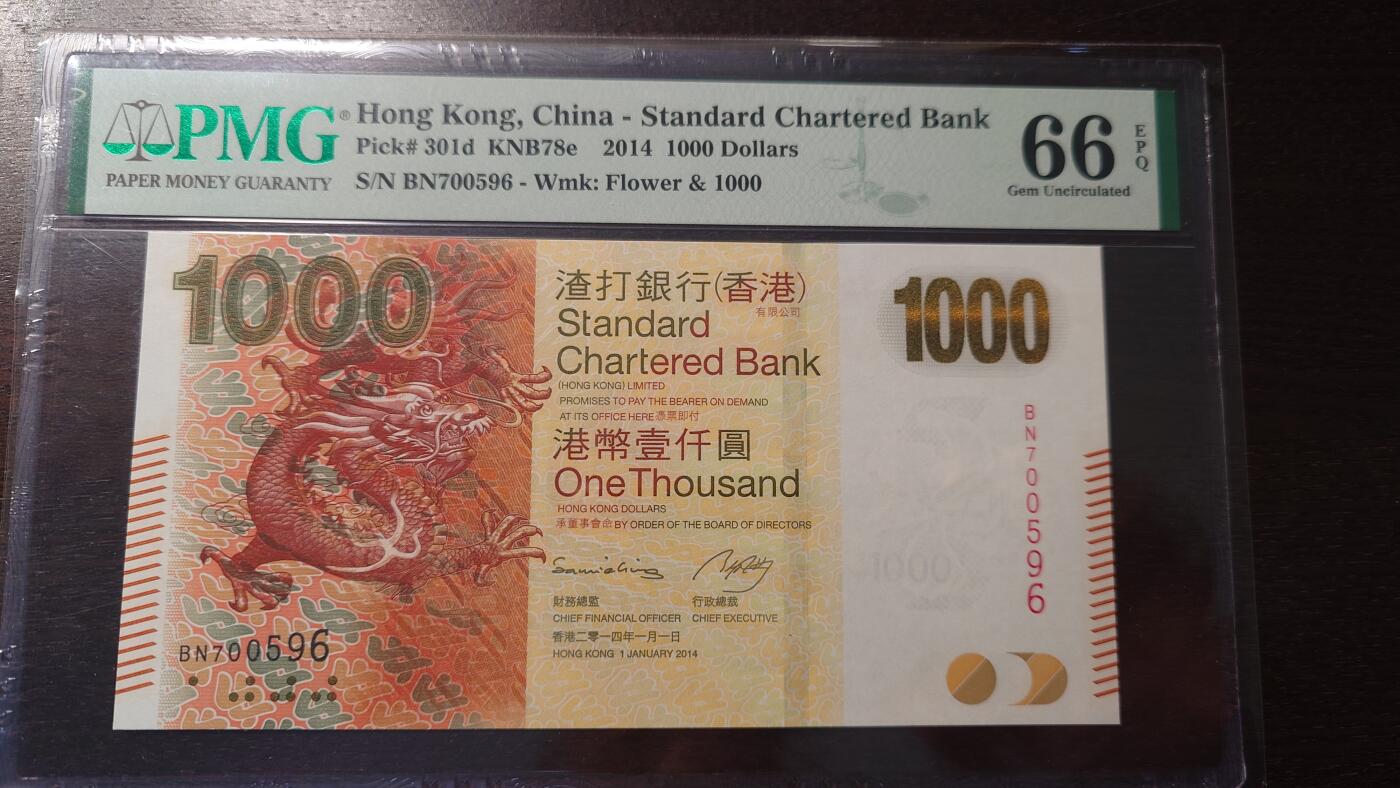 PMG®
PAPER MONEY GUARANTY
Hong Kong, China - Standard Chartered Bank
Pick# 301d KNB78e 2014 1000 Dollars
S/N BN700596 - Wmk: Flower & 1000
66
EPQ
Gem Uncirculated
1000
渣打銀行(香港)
有限公司
Standard
Chartered Bank
(HONG KONG) LIMITED
PROMISES TO PAY THE BEARER ON DEMAND
AT ITS OFFICE HERE 憑票即付
港幣壹仟圓
One Thousand
HONG KONG DOLLARS
承董事會命 BY ORDER OF THE BOARD OF DIRECTORS
財務總監 行政總裁
CHIEF FINANCIAL OFFICER CHIEF EXECUTIVE
香港二零一四年一月一日
HONG KONG 1 JANUARY 2014
BN700596
1000
BN700596